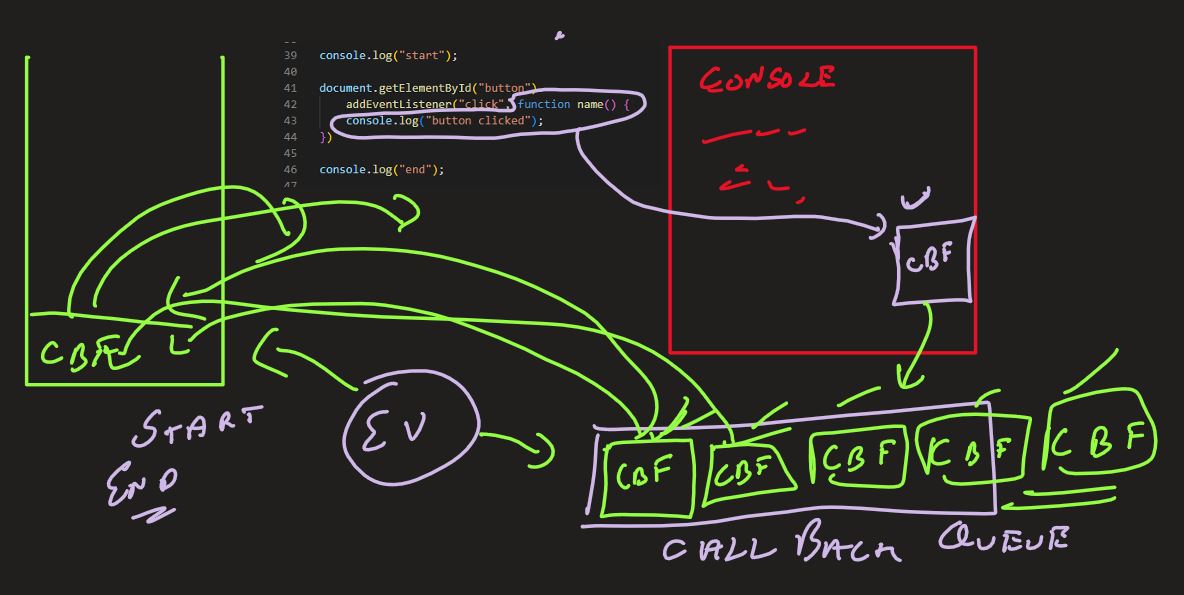 39 console.log("start");
40
41 document.getElementById("button")
42 addEventListener("click", function name() {
43 console.log("button clicked");
44 })
45
46 console.log("end");
47
CONSOLE
CBF
CBF
START
END
EV
CBF
CBF
CBF
CBF
CBF
CALL BACK QUEUE